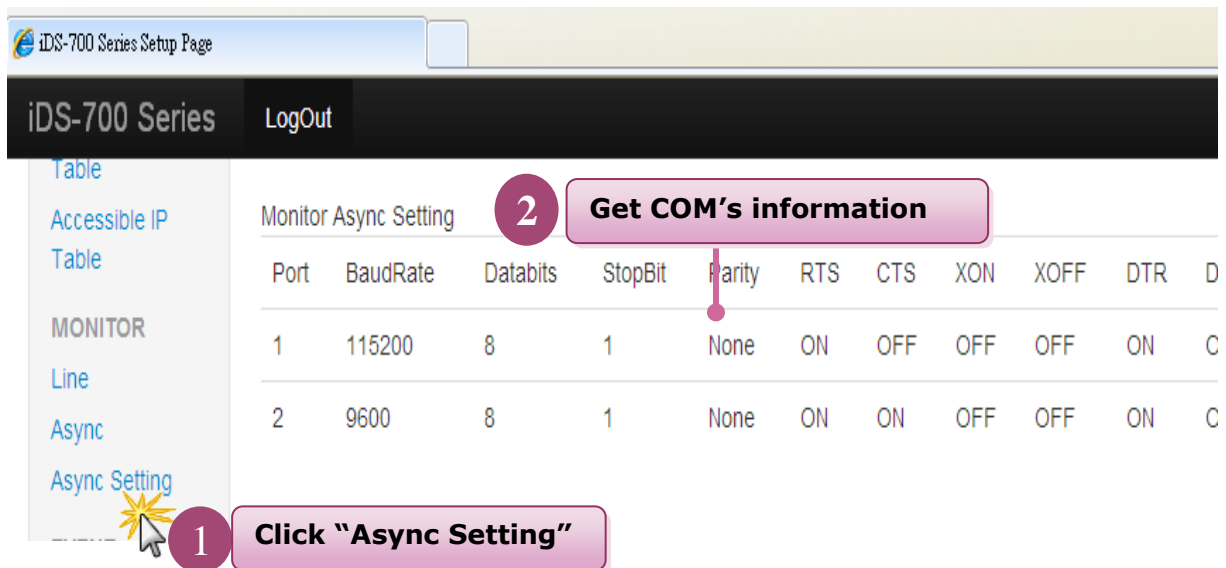 iDS-700 Series Setup Page
iDS-700 Series LogOut
Table
Accessible IP
Table
MONITOR
Line
Async
Async Setting
1 Click “Async Setting”
Monitor Async Setting
2 Get COM’s information
Port BaudRate Databits StopBit Parity RTS CTS XON XOFF DTR
1 115200 8 1 None ON OFF OFF OFF ON
2 9600 8 1 None ON ON OFF OFF ON